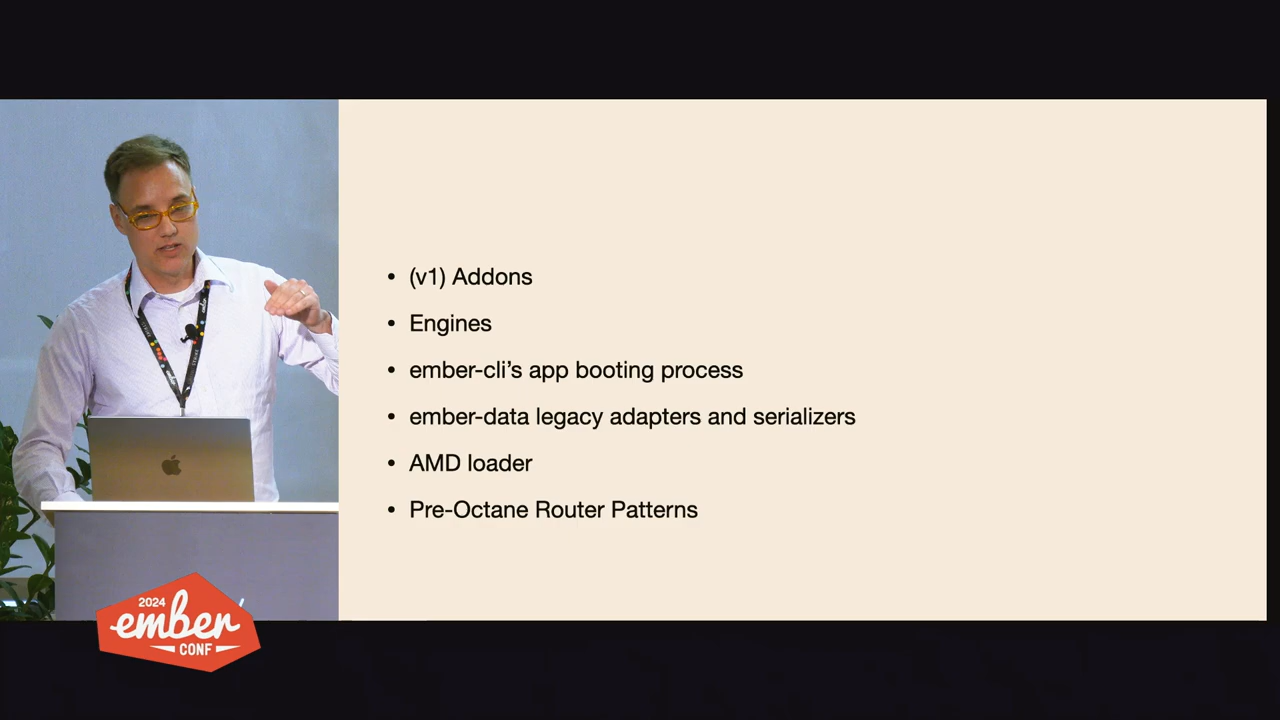 (v1) Addons
Engines
ember-cli’s app booting process
ember-data legacy adapters and serializers
AMD loader
Pre-Octane Router Patterns
2024
ember
CONF